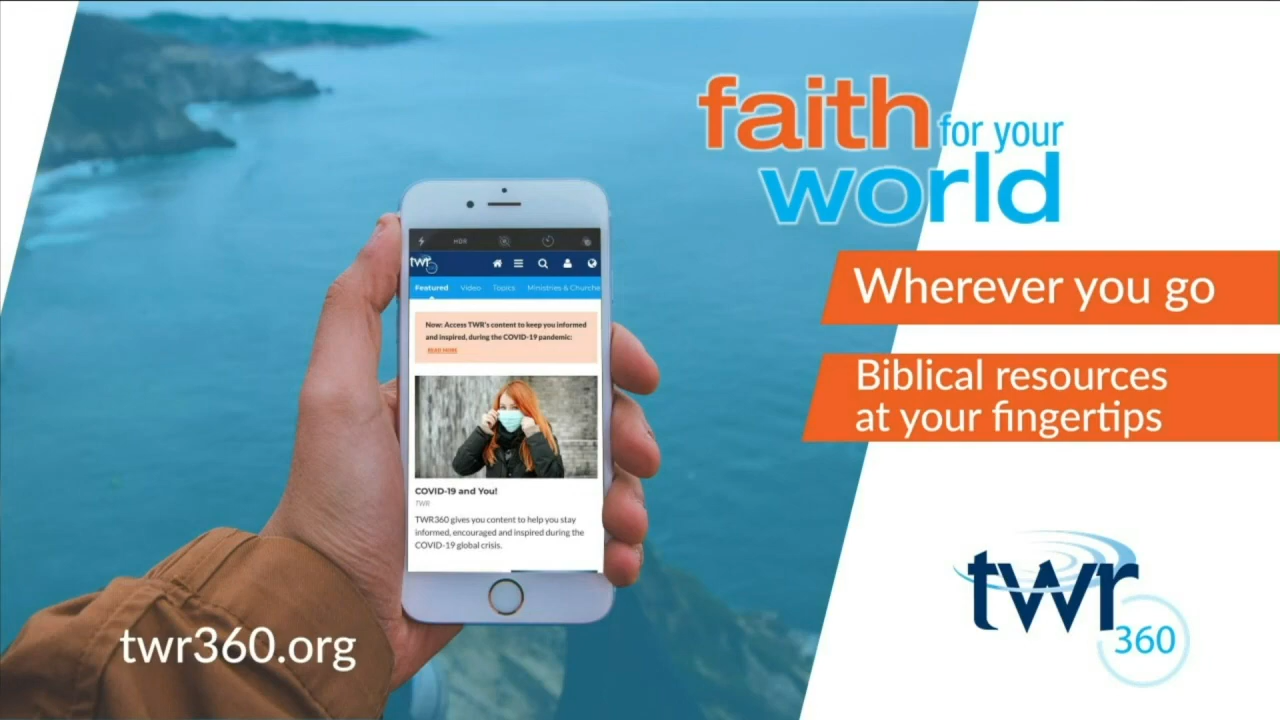 faith for your
world
Wherever you go
Biblical resources
at your fingertips
HDR
twr
Featured Video Topics Ministries & Churche
Now: Access TWR's content to keep you informed
and inspired, during the COVID-19 pandemic:
READ MORE
COVID-19 and You!
TWR
TWR360 gives you content to help you stay
informed, encouraged and inspired during the
COVID-19 global crisis.
twr360.org
twr
360